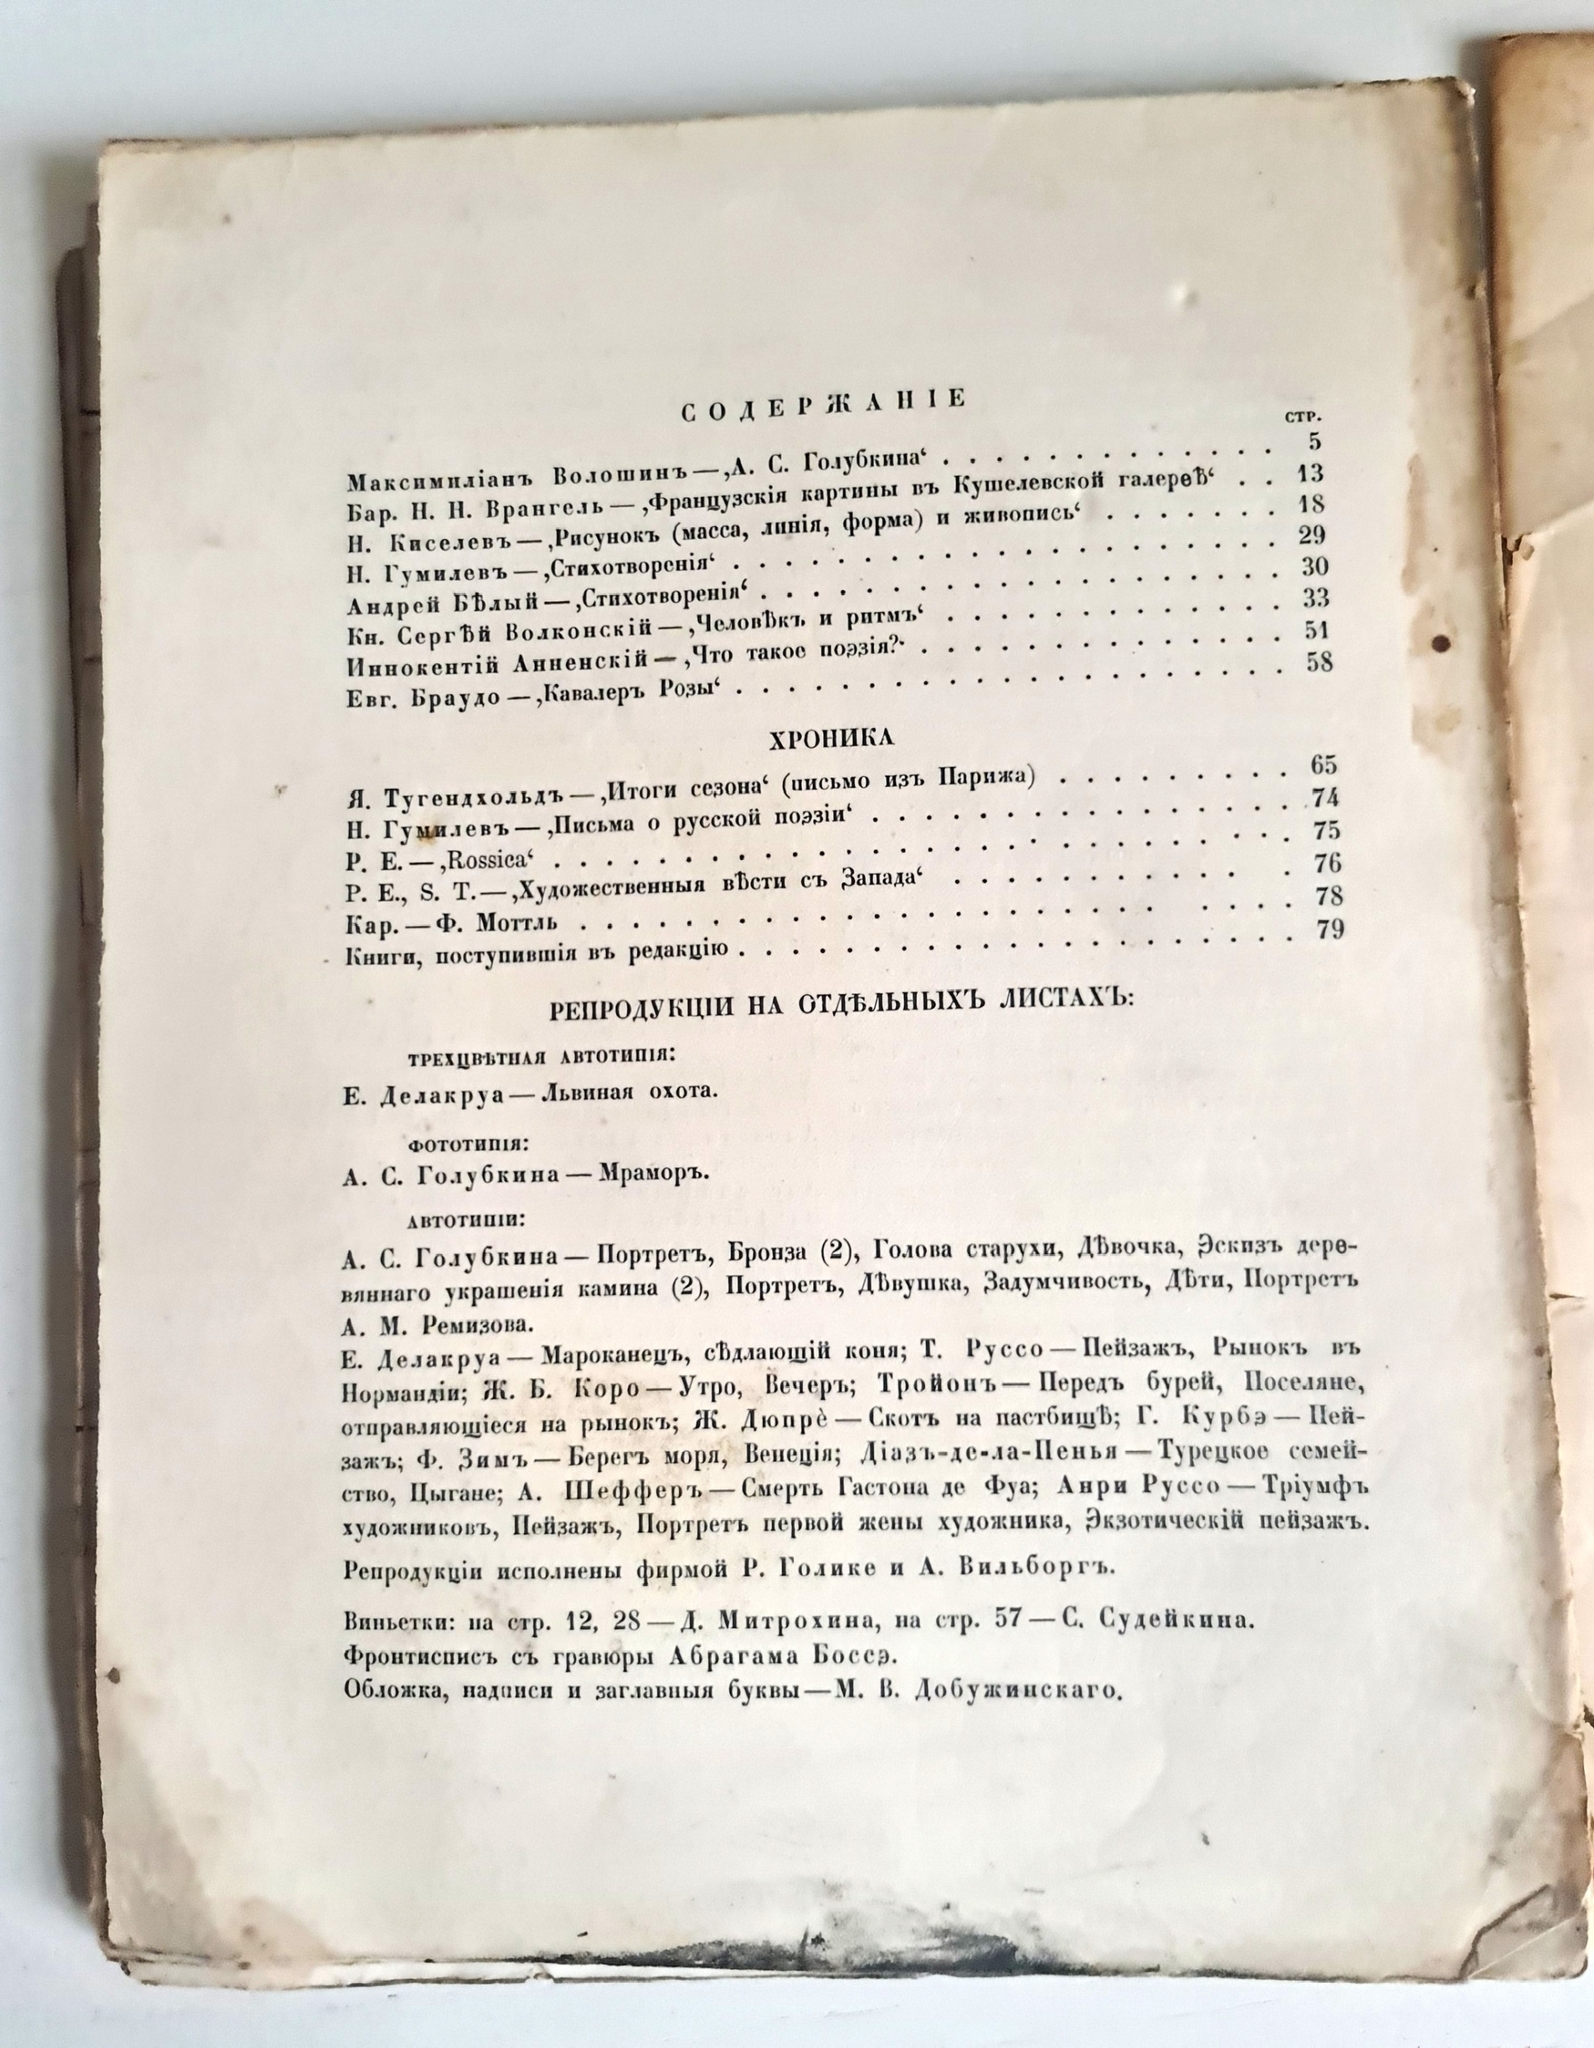 СОДЕРЖАНІЕ
СТР.
Максимиліанъ Волошинъ — ‚А. С. Голубкина‘ . . . . . . . . . . . . . 5
Бар. Н. Н. Врангель — ‚Французскія картины въ Кушелевской галереѣ‘ . . 13
Н. Киселевъ — ‚Рисунокъ (масса, линія, форма) и живопись‘ . . . . . . . 18
Н. Гумилевъ — ‚Стихотворенія‘ . . . . . . . . . . . . . . . . . . . . . 29
Андрей Бѣлый — ‚Стихотворенія‘ . . . . . . . . . . . . . . . . . . . . 30
Кн. Сергѣй Волконскій — ‚Человѣкъ и ритмъ‘ . . . . . . . . . . . . . 33
Иннокентій Анненскій — ‚Что такое поэзія?‘ . . . . . . . . . . . . . . 51
Евг. Браудо — ‚Кавалеръ Розы‘ . . . . . . . . . . . . . . . . . . . . . 58
ХРОНИКА
Я. Тугендхольдъ — ‚Итоги сезона‘ (письмо изъ Парижа) . . . . . . . . . 65
Н. Гумилевъ — ‚Письма о русской поэзіи‘ . . . . . . . . . . . . . . . . 74
Р. Е. — ‚Rossica‘ . . . . . . . . . . . . . . . . . . . . . . . . . . . 75
Р. Е., S. T. — ‚Художественныя вѣсти съ Запада‘ . . . . . . . . . . . . 76
Кар. — Ф. Моттль . . . . . . . . . . . . . . . . . . . . . . . . . . . 78
Книги, поступившія въ редакцію . . . . . . . . . . . . . . . . . . . . . 79
РЕПРОДУКЦІИ НА ОТДѢЛЬНЫХЪ ЛИСТАХЪ:
ТРЕХЦВѢТНАЯ АВТОТИПІЯ:
Е. Делакруа — Львиная охота.
ФОТОТИПІЯ:
А. С. Голубкина — Мраморъ.
АВТОТИПІИ:
А. С. Голубкина — Портретъ, Бронза (2), Голова старухи, Дѣвочка, Эскизъ дере-
вяннаго украшенія камина (2), Портретъ, Дѣвушка, Задумчивость, Дѣти, Портретъ
А. М. Ремизова.
Е. Делакруа — Мароканецъ, сѣдлающій коня; Т. Руссо — Пейзажъ, Рынокъ въ
Нормандіи; Ж. Б. Коро — Утро, Вечеръ; Тройонъ — Передъ бурей, Поселяне,
отправляющіеся на рынокъ; Ж. Дюпрѐ — Скотъ на пастбищѣ; Г. Курбэ — Пей-
зажъ; Ф. Зимъ — Берегъ моря, Венеція; Діазъ-де-ла-Пенья — Турецкое семей-
ство, Цыгане; А. Шефферъ — Смерть Гастона де Фуа; Анри Руссо — Тріумфъ
художниковъ, Пейзажъ, Портретъ первой жены художника, Экзотическій пейзажъ.
Репродукціи исполнены фирмой Р. Голике и А. Вильборгъ.
Виньетки: на стр. 12, 28 — Д. Митрохина, на стр. 57 — С. Судейкина.
Фронтисписъ съ гравюры Абрагама Боссэ.
Обложка, надписи и заглавныя буквы — М. В. Добужинскаго.